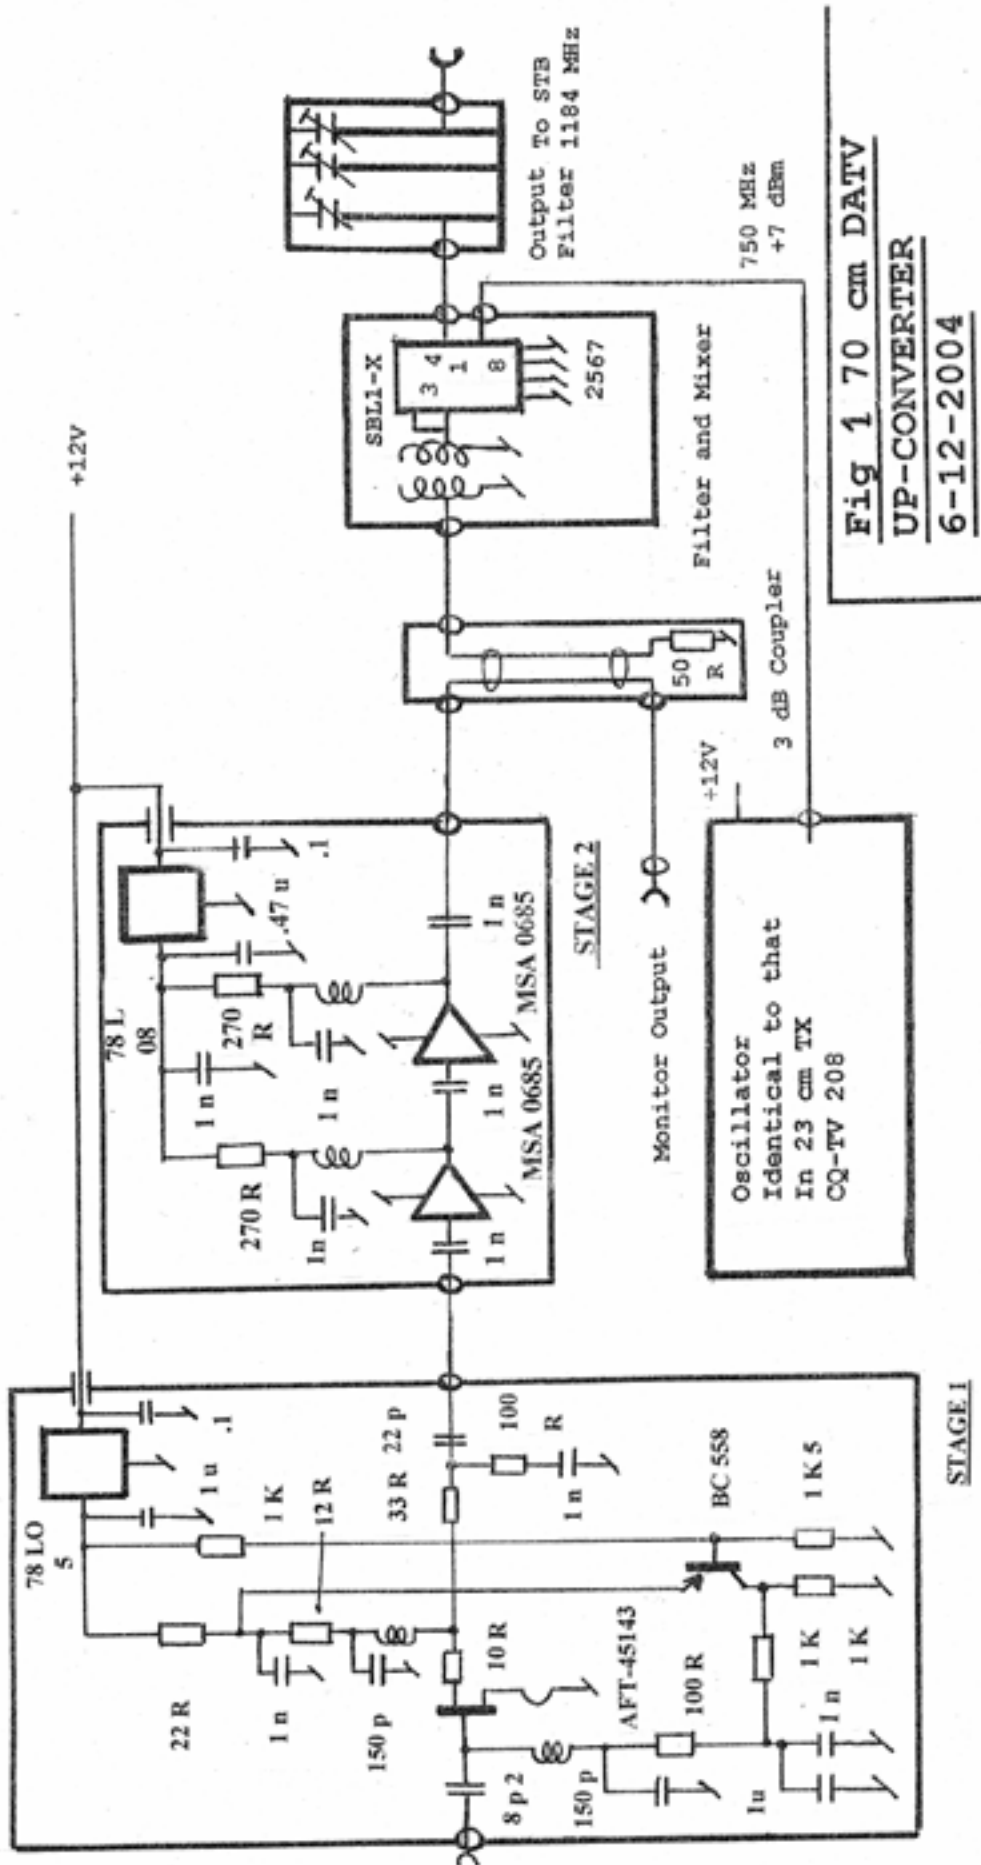 78 LO
5
1 u
.1
22 R
1 K
12 R
1 n
150 p
33 R
22 p
100
R
1 n
10 R
8 p 2
AFT-45143
150 p
100 R
BC 558
1 K
1 K
1 K 5
1u
1 n
STAGE 1
+12V
78 L
08
.47 u
.1
270 R
1 n
270
R
1n
1 n
1 n
1 n
1 n
MSA 0685
MSA 0685
STAGE 2
50
R
3 dB Coupler
Monitor Output
SBL1-X
3 4
1
8
2567
Filter and Mixer
Output To STB
Filter 1184 MHz
750 MHz
+7 dBm
+12V
Oscillator
Identical to that
In 23 cm TX
CQ-TV 208
Fig 1 70 cm DATV
UP-CONVERTER
6-12-2004